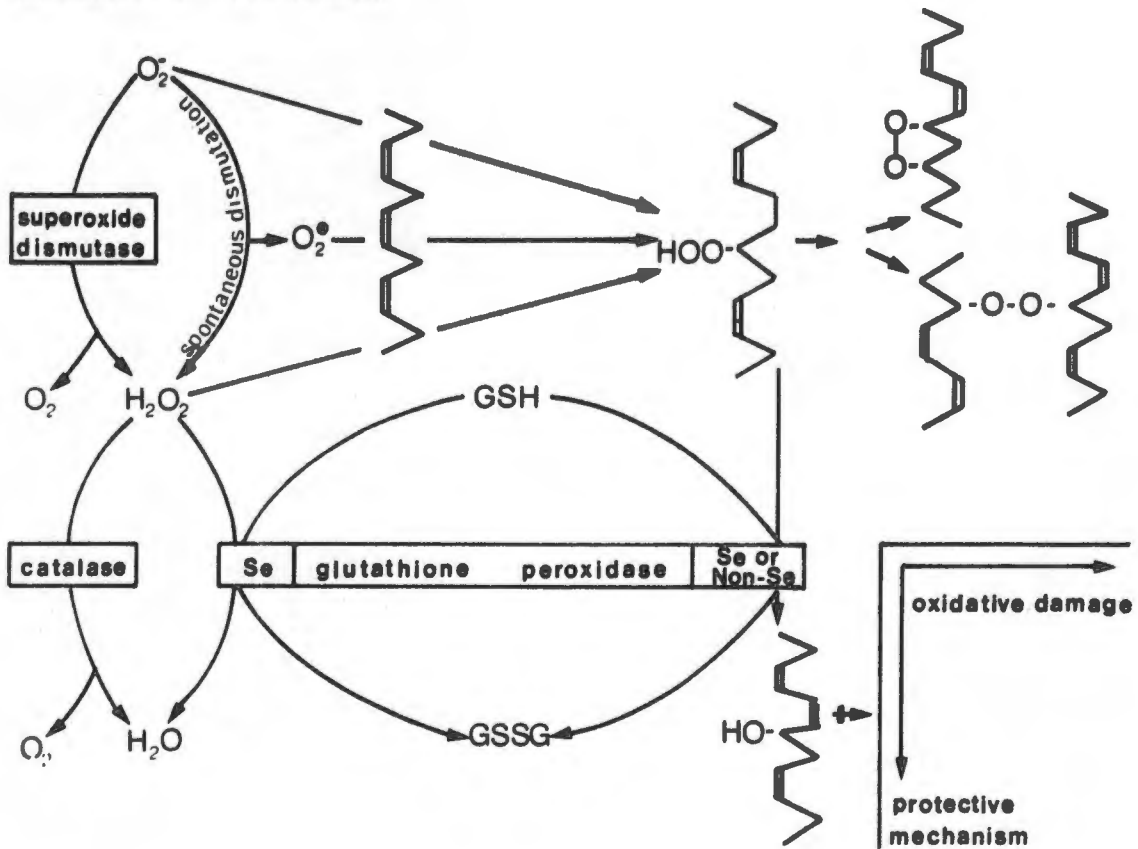 O₂⁻
spontaneous dismutation
superoxide
dismutase
O₂•
HOO-
O
O
-O-O-
O₂
H₂O₂
GSH
catalase
Se
glutathione peroxidase
Se or
Non-Se
oxidative damage
HO-
+
O₂
H₂O
GSSG
protective
mechanism